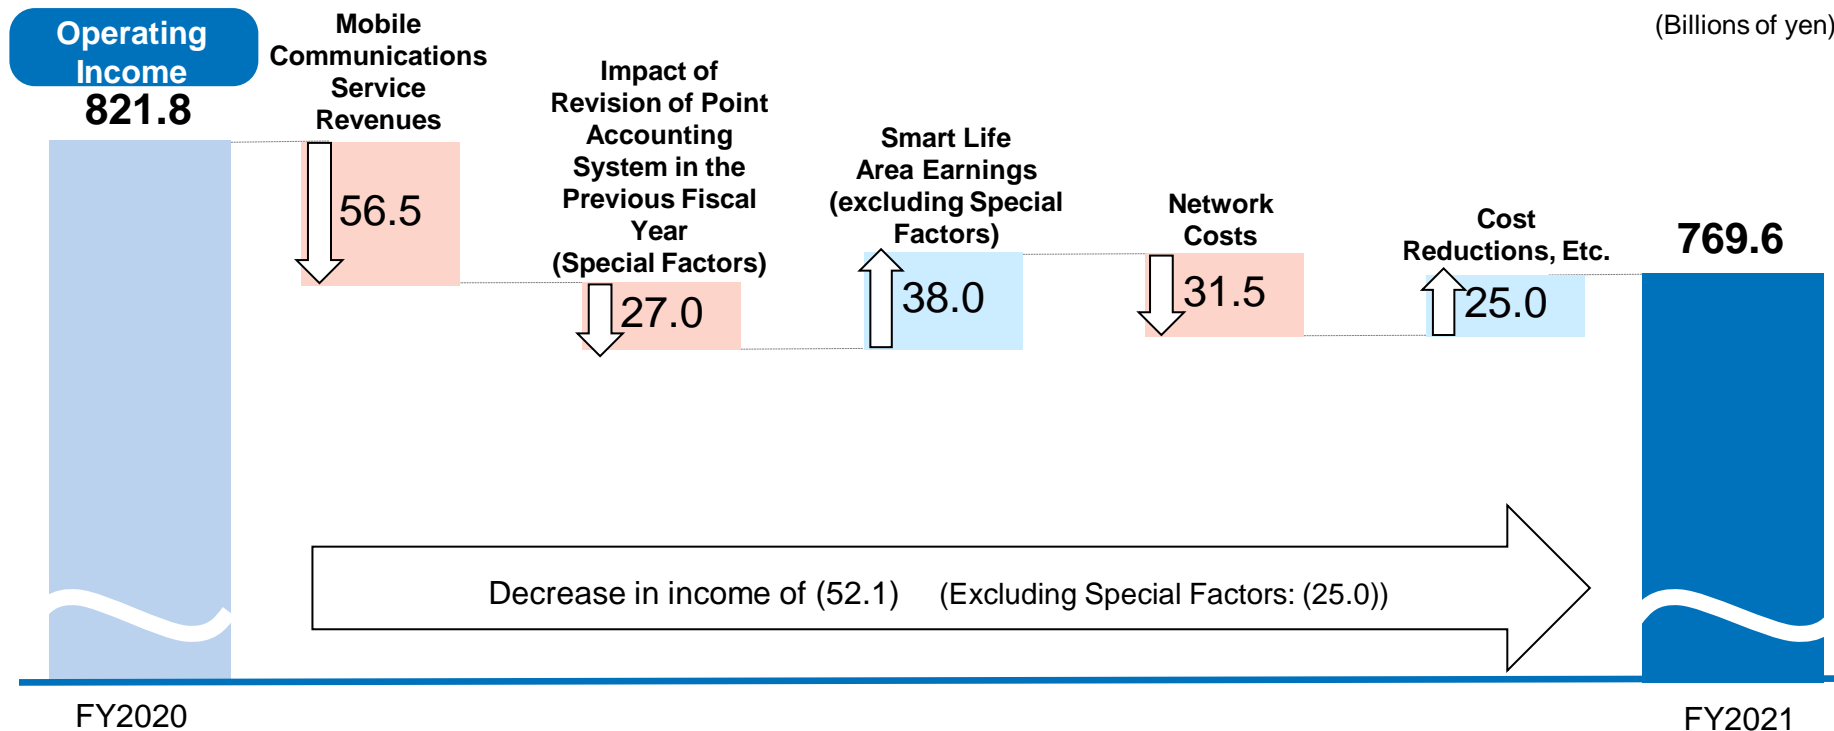 Operating
Income
821.8
Mobile
Communications
Service
Revenues
56.5
Impact of
Revision of Point
Accounting
System in the
Previous Fiscal
Year
(Special Factors)
27.0
Smart Life
Area Earnings
(excluding Special
Factors)
38.0
Network
Costs
31.5
Cost
Reductions, Etc.
25.0
(Billions of yen)
769.6
Decrease in income of (52.1) (Excluding Special Factors: (25.0))
FY2020
FY2021